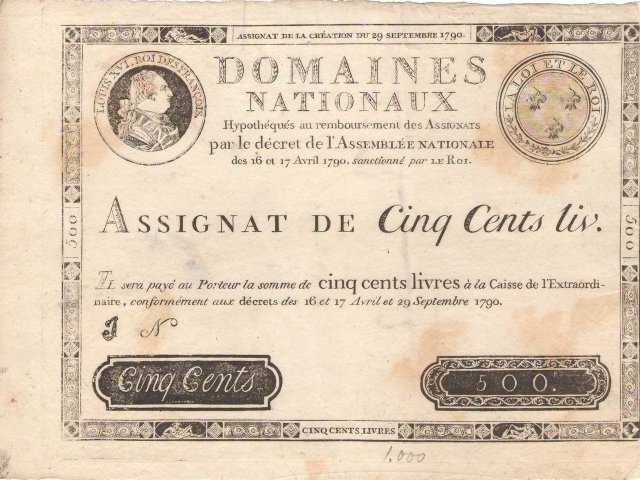 ASSIGNAT DE LA CRÉATION DU 29 SEPTEMBRE 1790.
LOUIS XVI. ROI DES FRANÇOIS.
DOMAINES
NATIONAUX
LA LOI ET LE ROI
Hypothéqués au remboursement des ASSIGNATS
par le décret de l'ASSEMBLÉE NATIONALE
des 16 et 17 Avril 1790, sanctionné par LE ROI.
500
500
ASSIGNAT DE Cinq Cents liv.
IL sera payé au Porteur la somme de cinq cents livres à la Caisse de l'Extraordi-
naire, conformément aux décrets des 16 et 17 Avril et 29 Septembre 1790.
J N
Cinq Cents
500.
CINQ CENTS LIVRES
1.000